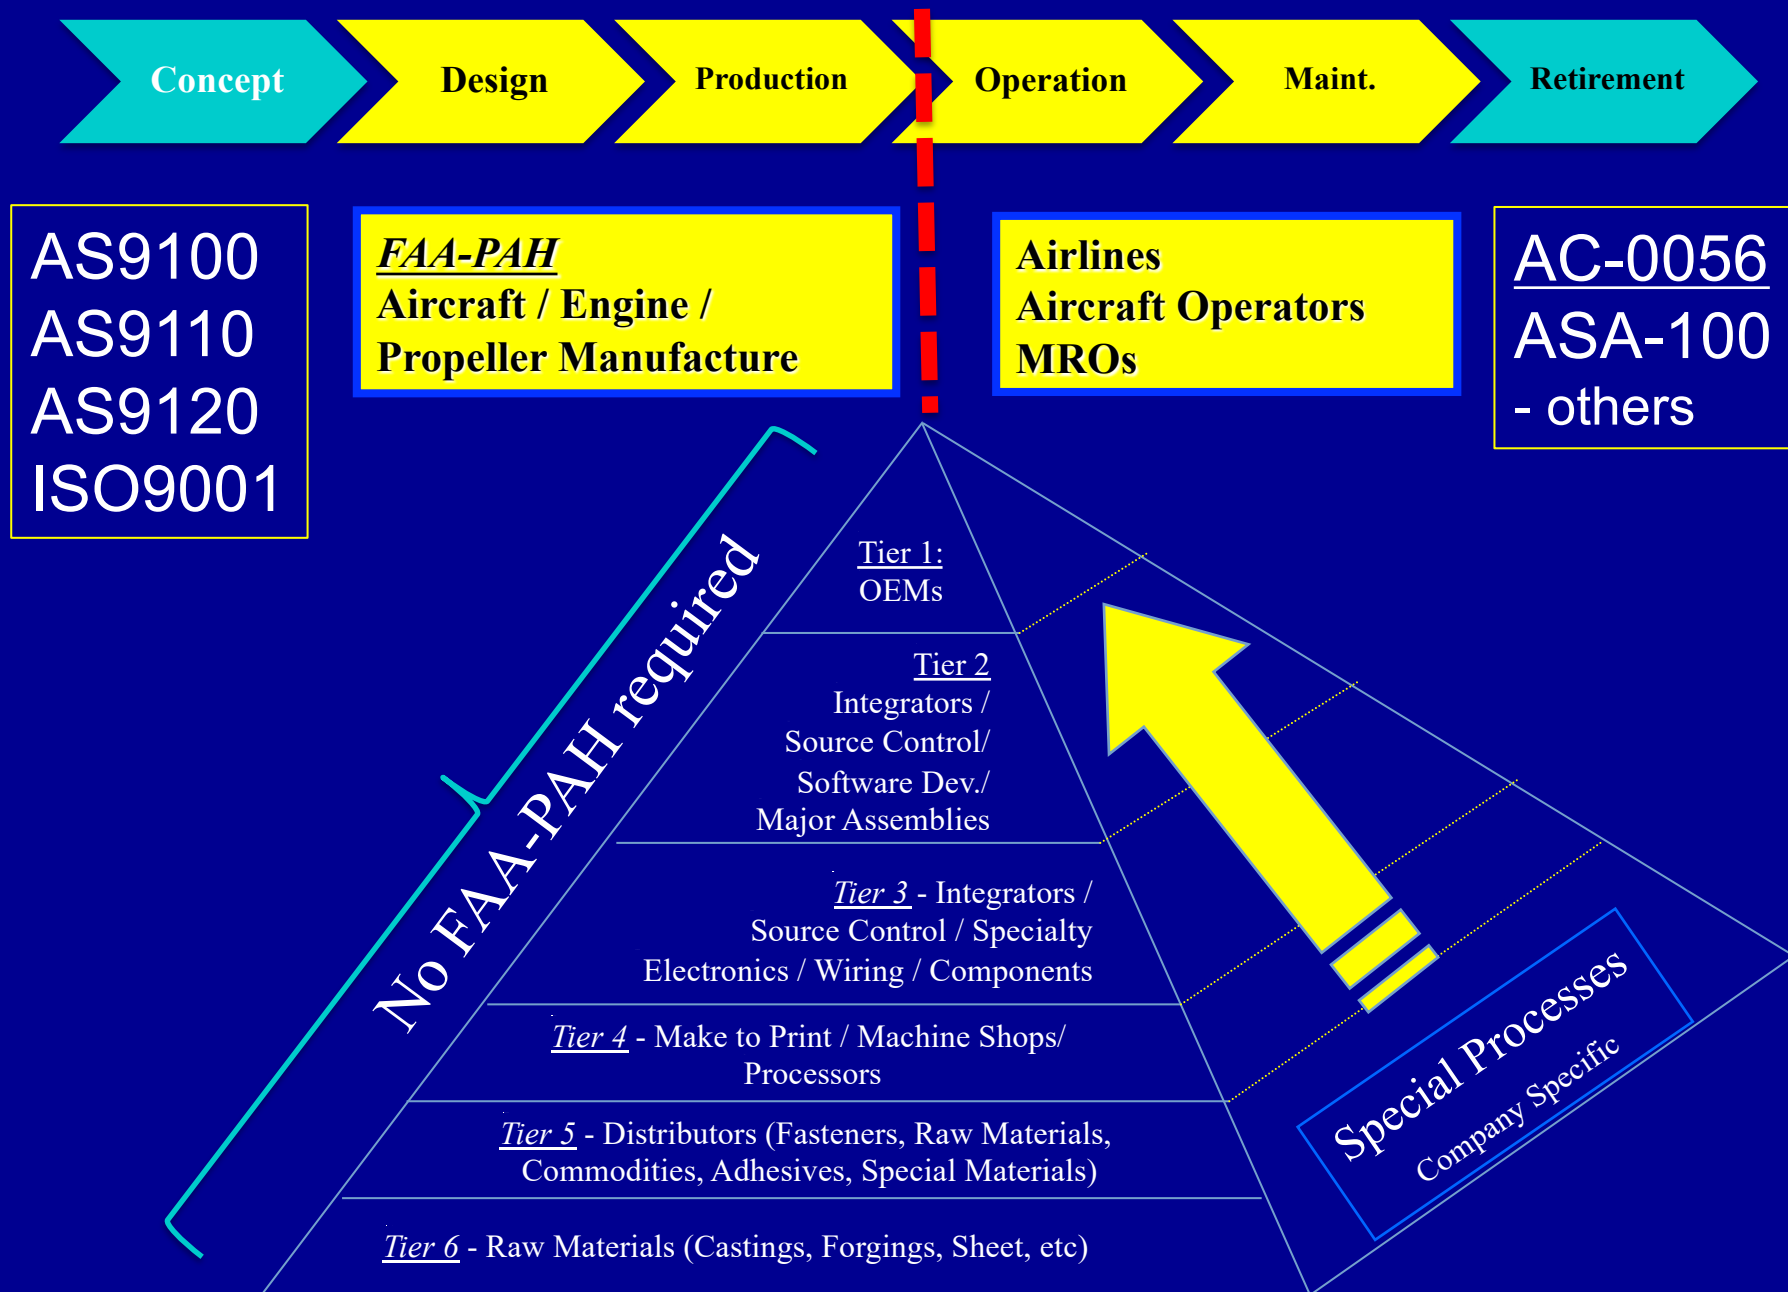 Concept
Design
Production
Operation
Maint.
Retirement
AS9100
AS9110
AS9120
ISO9001
FAA-PAH
Aircraft / Engine /
Propeller Manufacture
Airlines
Aircraft Operators
MROs
AC-0056
ASA-100
- others
No FAA-PAH required
Tier 1:
OEMs
Tier 2
Integrators /
Source Control/
Software Dev./
Major Assemblies
Tier 3 - Integrators /
Source Control / Specialty
Electronics / Wiring / Components
Tier 4 - Make to Print / Machine Shops/
Processors
Tier 5 - Distributors (Fasteners, Raw Materials,
Commodities, Adhesives, Special Materials)
Tier 6 - Raw Materials (Castings, Forgings, Sheet, etc)
Special Processes
Company Specific